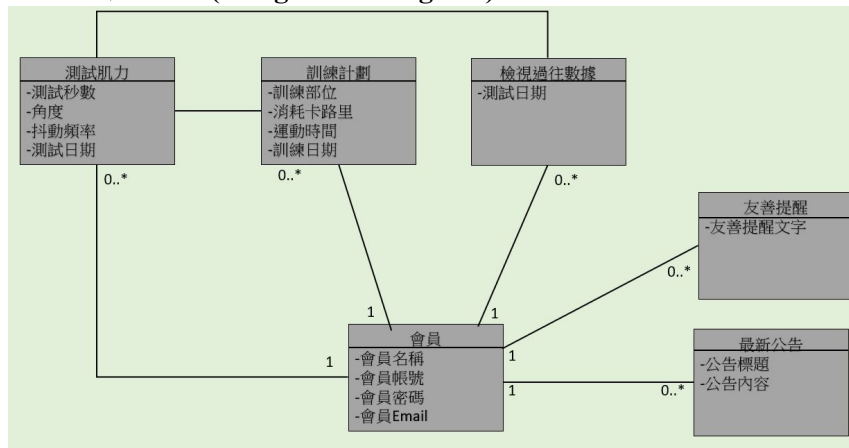 測試肌力
-測試秒數
-角度
-抖動頻率
-測試日期
訓練計劃
-訓練部位
-消耗卡路里
-運動時間
-訓練日期
檢視過往數據
-測試日期
0..*
0..*
0..*
友善提醒
-友善提醒文字
0..*
1
1
會員
-會員名稱
-會員帳號
-會員密碼
-會員Email
1
1
1
最新公告
-公告標題
-公告內容
0..*